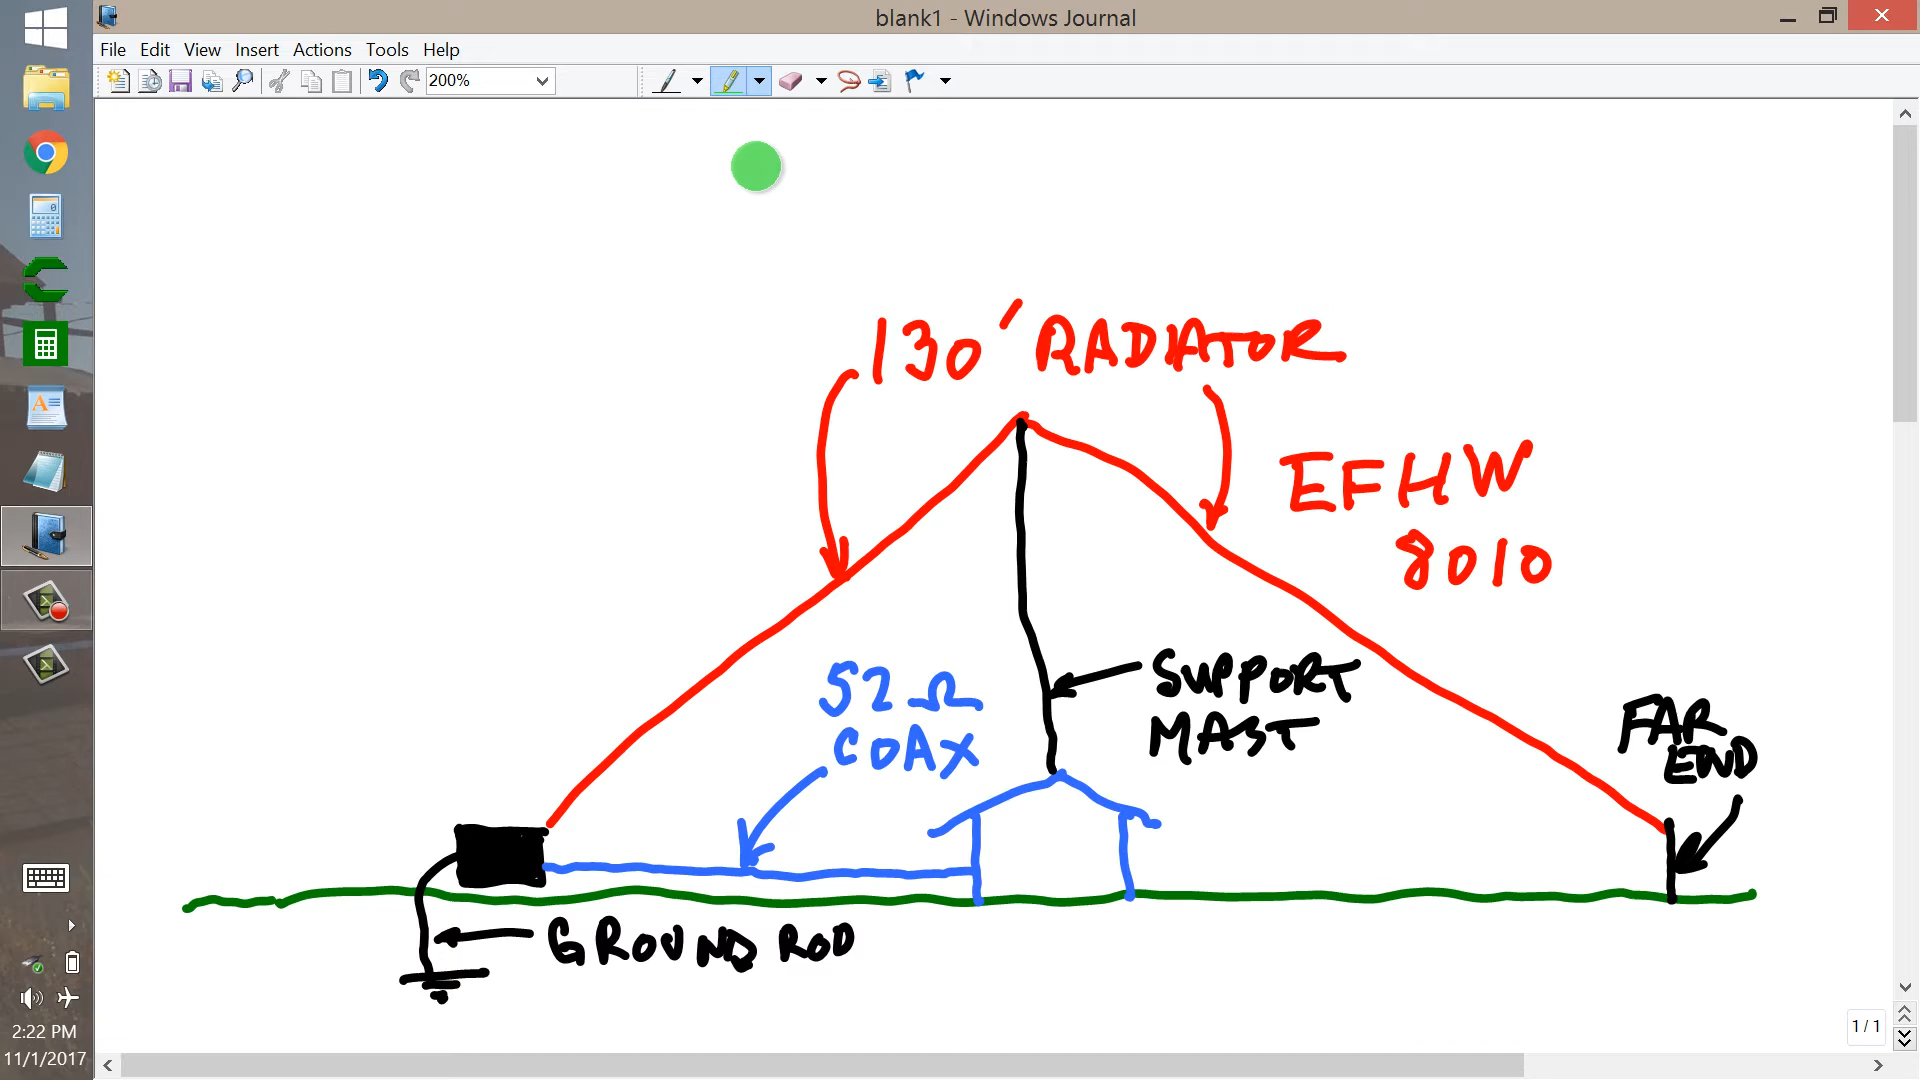 blank1 - Windows Journal
File Edit View Insert Actions Tools Help
200%
130' RADIATOR
EFHW
8010
52 Ω
COAX
SUPPORT
MAST
FAR
END
GROUND ROD
2:22 PM
11/1/2017
1 / 1